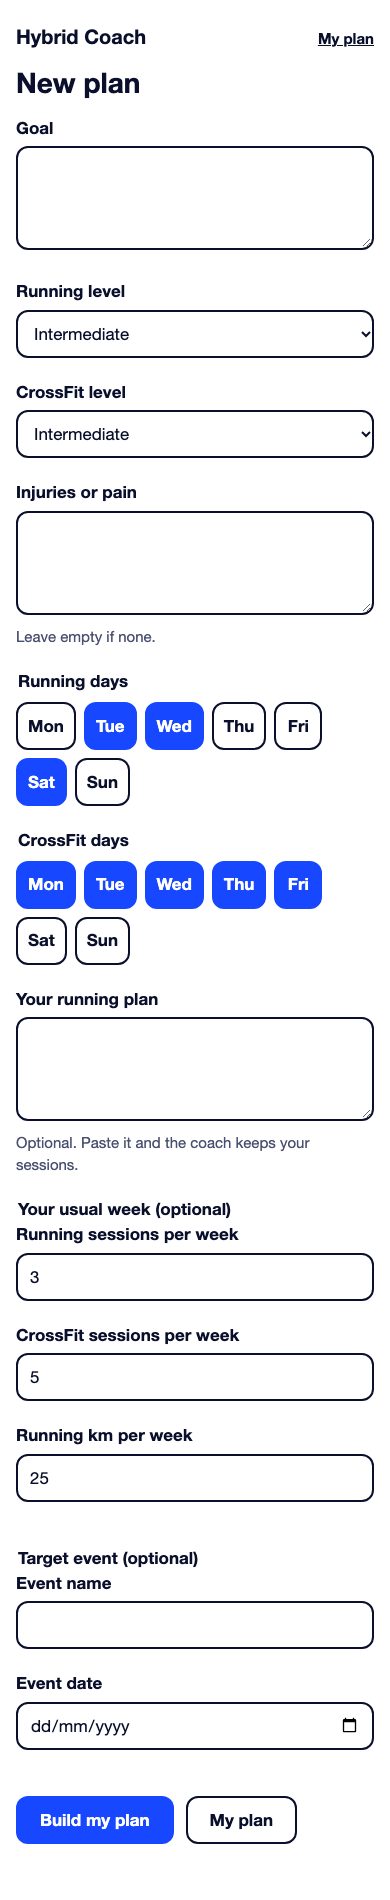 Hybrid Coach
My plan
New plan
Goal
Running level
Intermediate
CrossFit level
Intermediate
Injuries or pain
Leave empty if none.
Running days
Mon Tue Wed Thu Fri
Sat Sun
CrossFit days
Mon Tue Wed Thu Fri
Sat Sun
Your running plan
Optional. Paste it and the coach keeps your
sessions.
Your usual week (optional)
Running sessions per week
3
CrossFit sessions per week
5
Running km per week
25
Target event (optional)
Event name
Event date
dd/mm/yyyy
Build my plan My plan